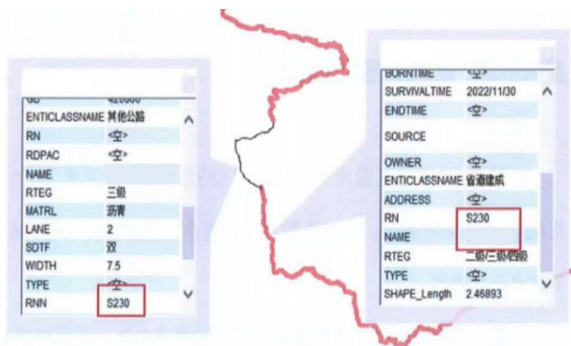 GD 420600
ENTICLASSNAME 其他公路
RN <空>
RDPAC <空>
NAME
RTEG 三级
MATRL 沥青
LANE 2
SDTF 双
WIDTH 7.5
TYPE <空>
RNN S230
BORNTIME <空>
SURVIVALTIME 2022/11/30
ENDTIME <空>
SOURCE
OWNER <空>
ENTICLASSNAME 省道建成
ADDRESS <空>
RN S230
NAME
RTEG 二级/三级/四级
TYPE <空>
SHAPE_Length 2.46893